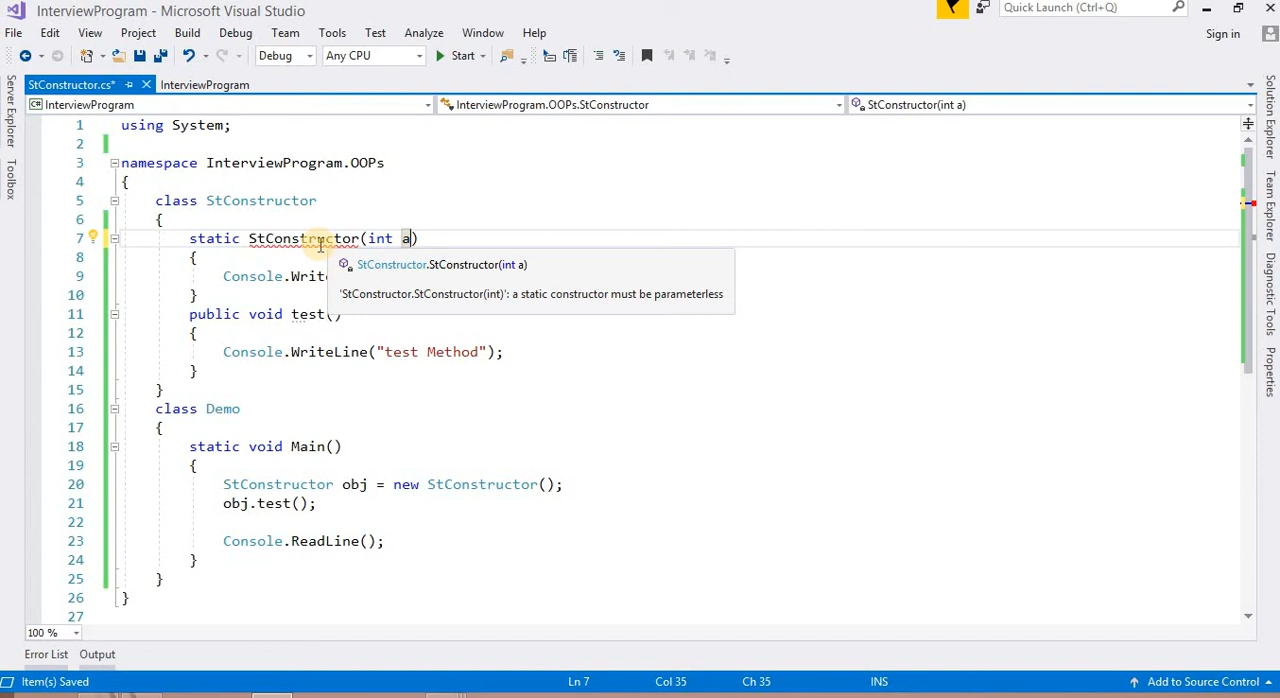 InterviewProgram - Microsoft Visual Studio
Quick Launch (Ctrl+Q)
File Edit View Project Build Debug Team Tools Test Analyze Window Help
Sign in
Debug Any CPU Start
StConstructor.cs* InterviewProgram
InterviewProgram InterviewProgram.OOPs.StConstructor StConstructor(int a)
Server Explorer
Toolbox
1 using System;
2
3 namespace InterviewProgram.OOPs
4 {
5 class StConstructor
6 {
7 static StConstructor(int a)
8 {
StConstructor.StConstructor(int a)
9 Console.Write
'StConstructor.StConstructor(int)': a static constructor must be parameterless
10 }
11 public void test()
12 {
13 Console.WriteLine("test Method");
14 }
15 }
16 class Demo
17 {
18 static void Main()
19 {
20 StConstructor obj = new StConstructor();
21 obj.test();
22
23 Console.ReadLine();
24 }
25 }
26 }
27
Solution Explorer
Team Explorer
Diagnostic Tools
Properties
100 %
Error List Output
Item(s) Saved Ln 7 Col 35 Ch 35 INS Add to Source Control